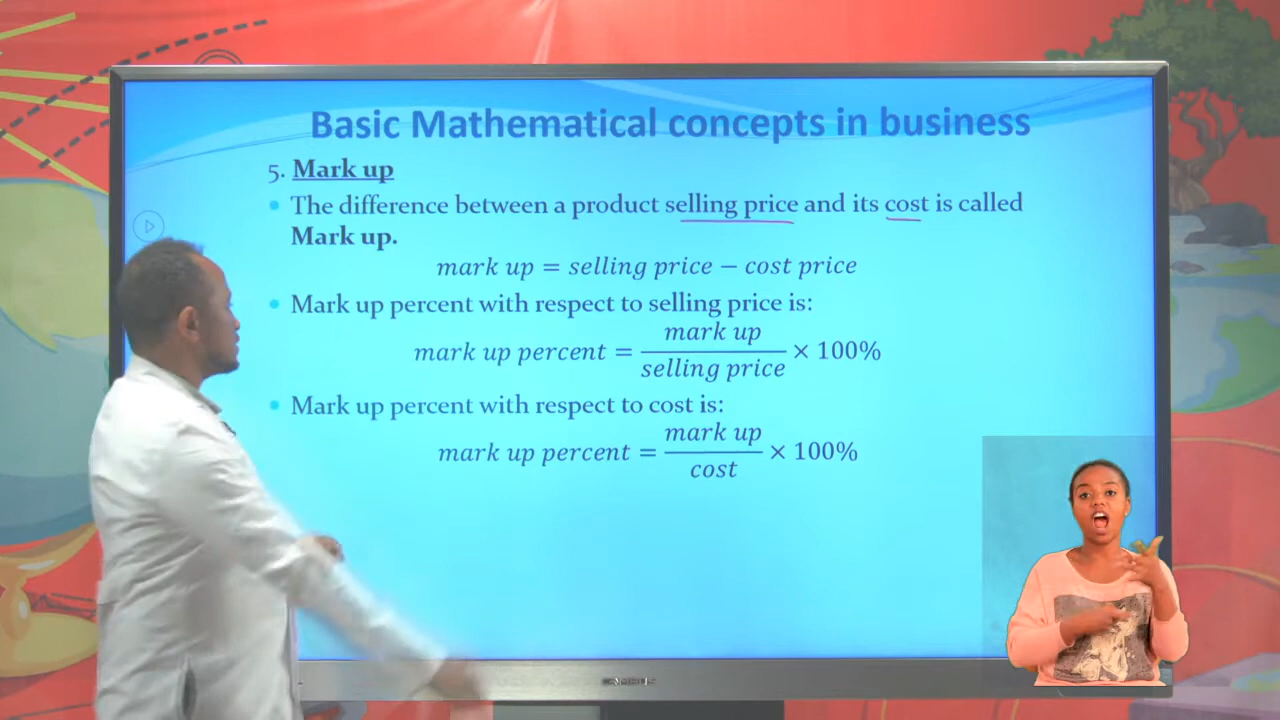 Basic Mathematical concepts in business
5. Mark up
• The difference between a product selling price and its cost is called
Mark up.
mark up = selling price − cost price
• Mark up percent with respect to selling price is:
mark up percent = mark up / selling price × 100%
• Mark up percent with respect to cost is:
mark up percent = mark up / cost × 100%